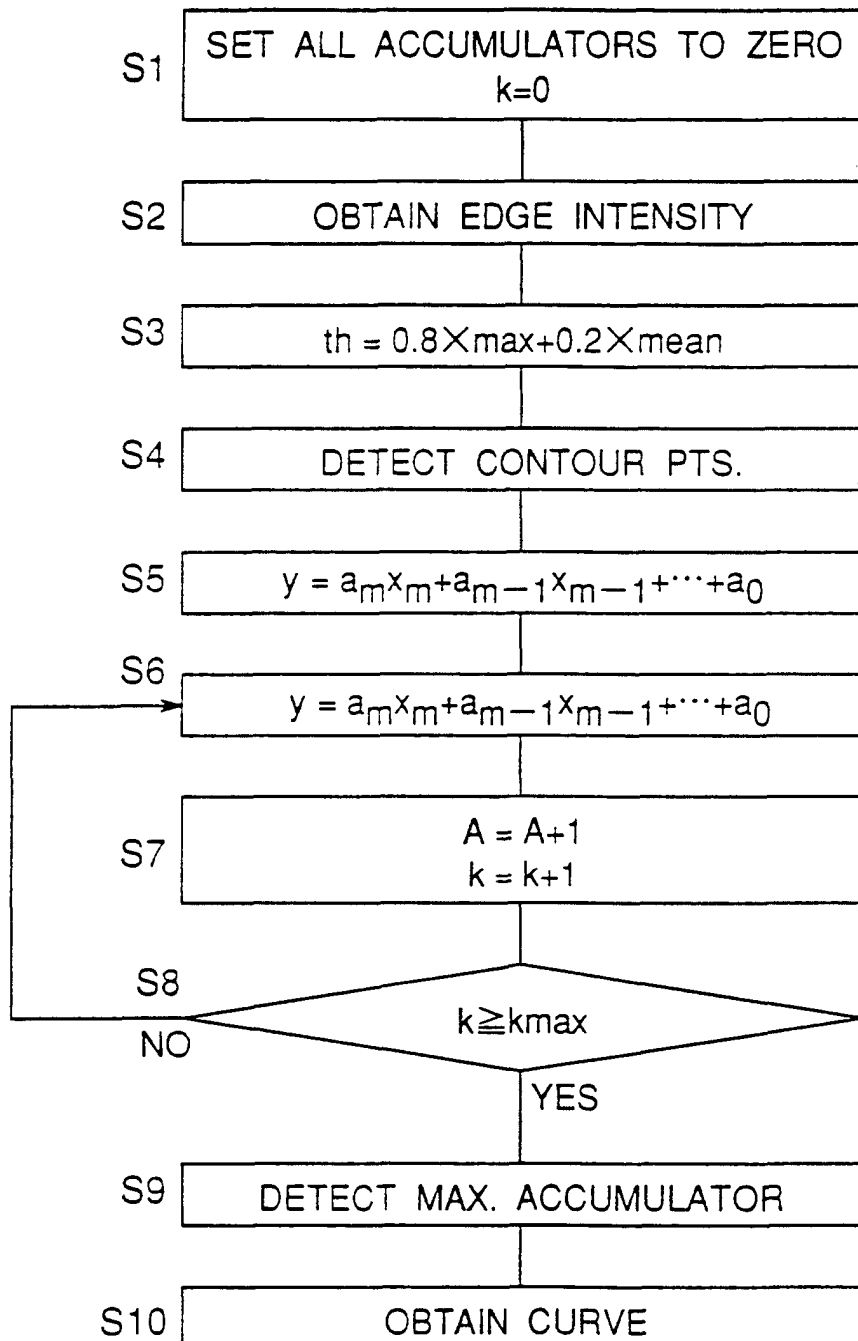 S1 SET ALL ACCUMULATORS TO ZERO
k=0
S2 OBTAIN EDGE INTENSITY
S3 th = 0.8×max+0.2×mean
S4 DETECT CONTOUR PTS.
S5 y = aₘxₘ+aₘ₋₁xₘ₋₁+⋯+a₀
S6 y = aₘxₘ+aₘ₋₁xₘ₋₁+⋯+a₀
S7 A = A+1
k = k+1
S8 k≧kmax
NO
YES
S9 DETECT MAX. ACCUMULATOR
S10 OBTAIN CURVE